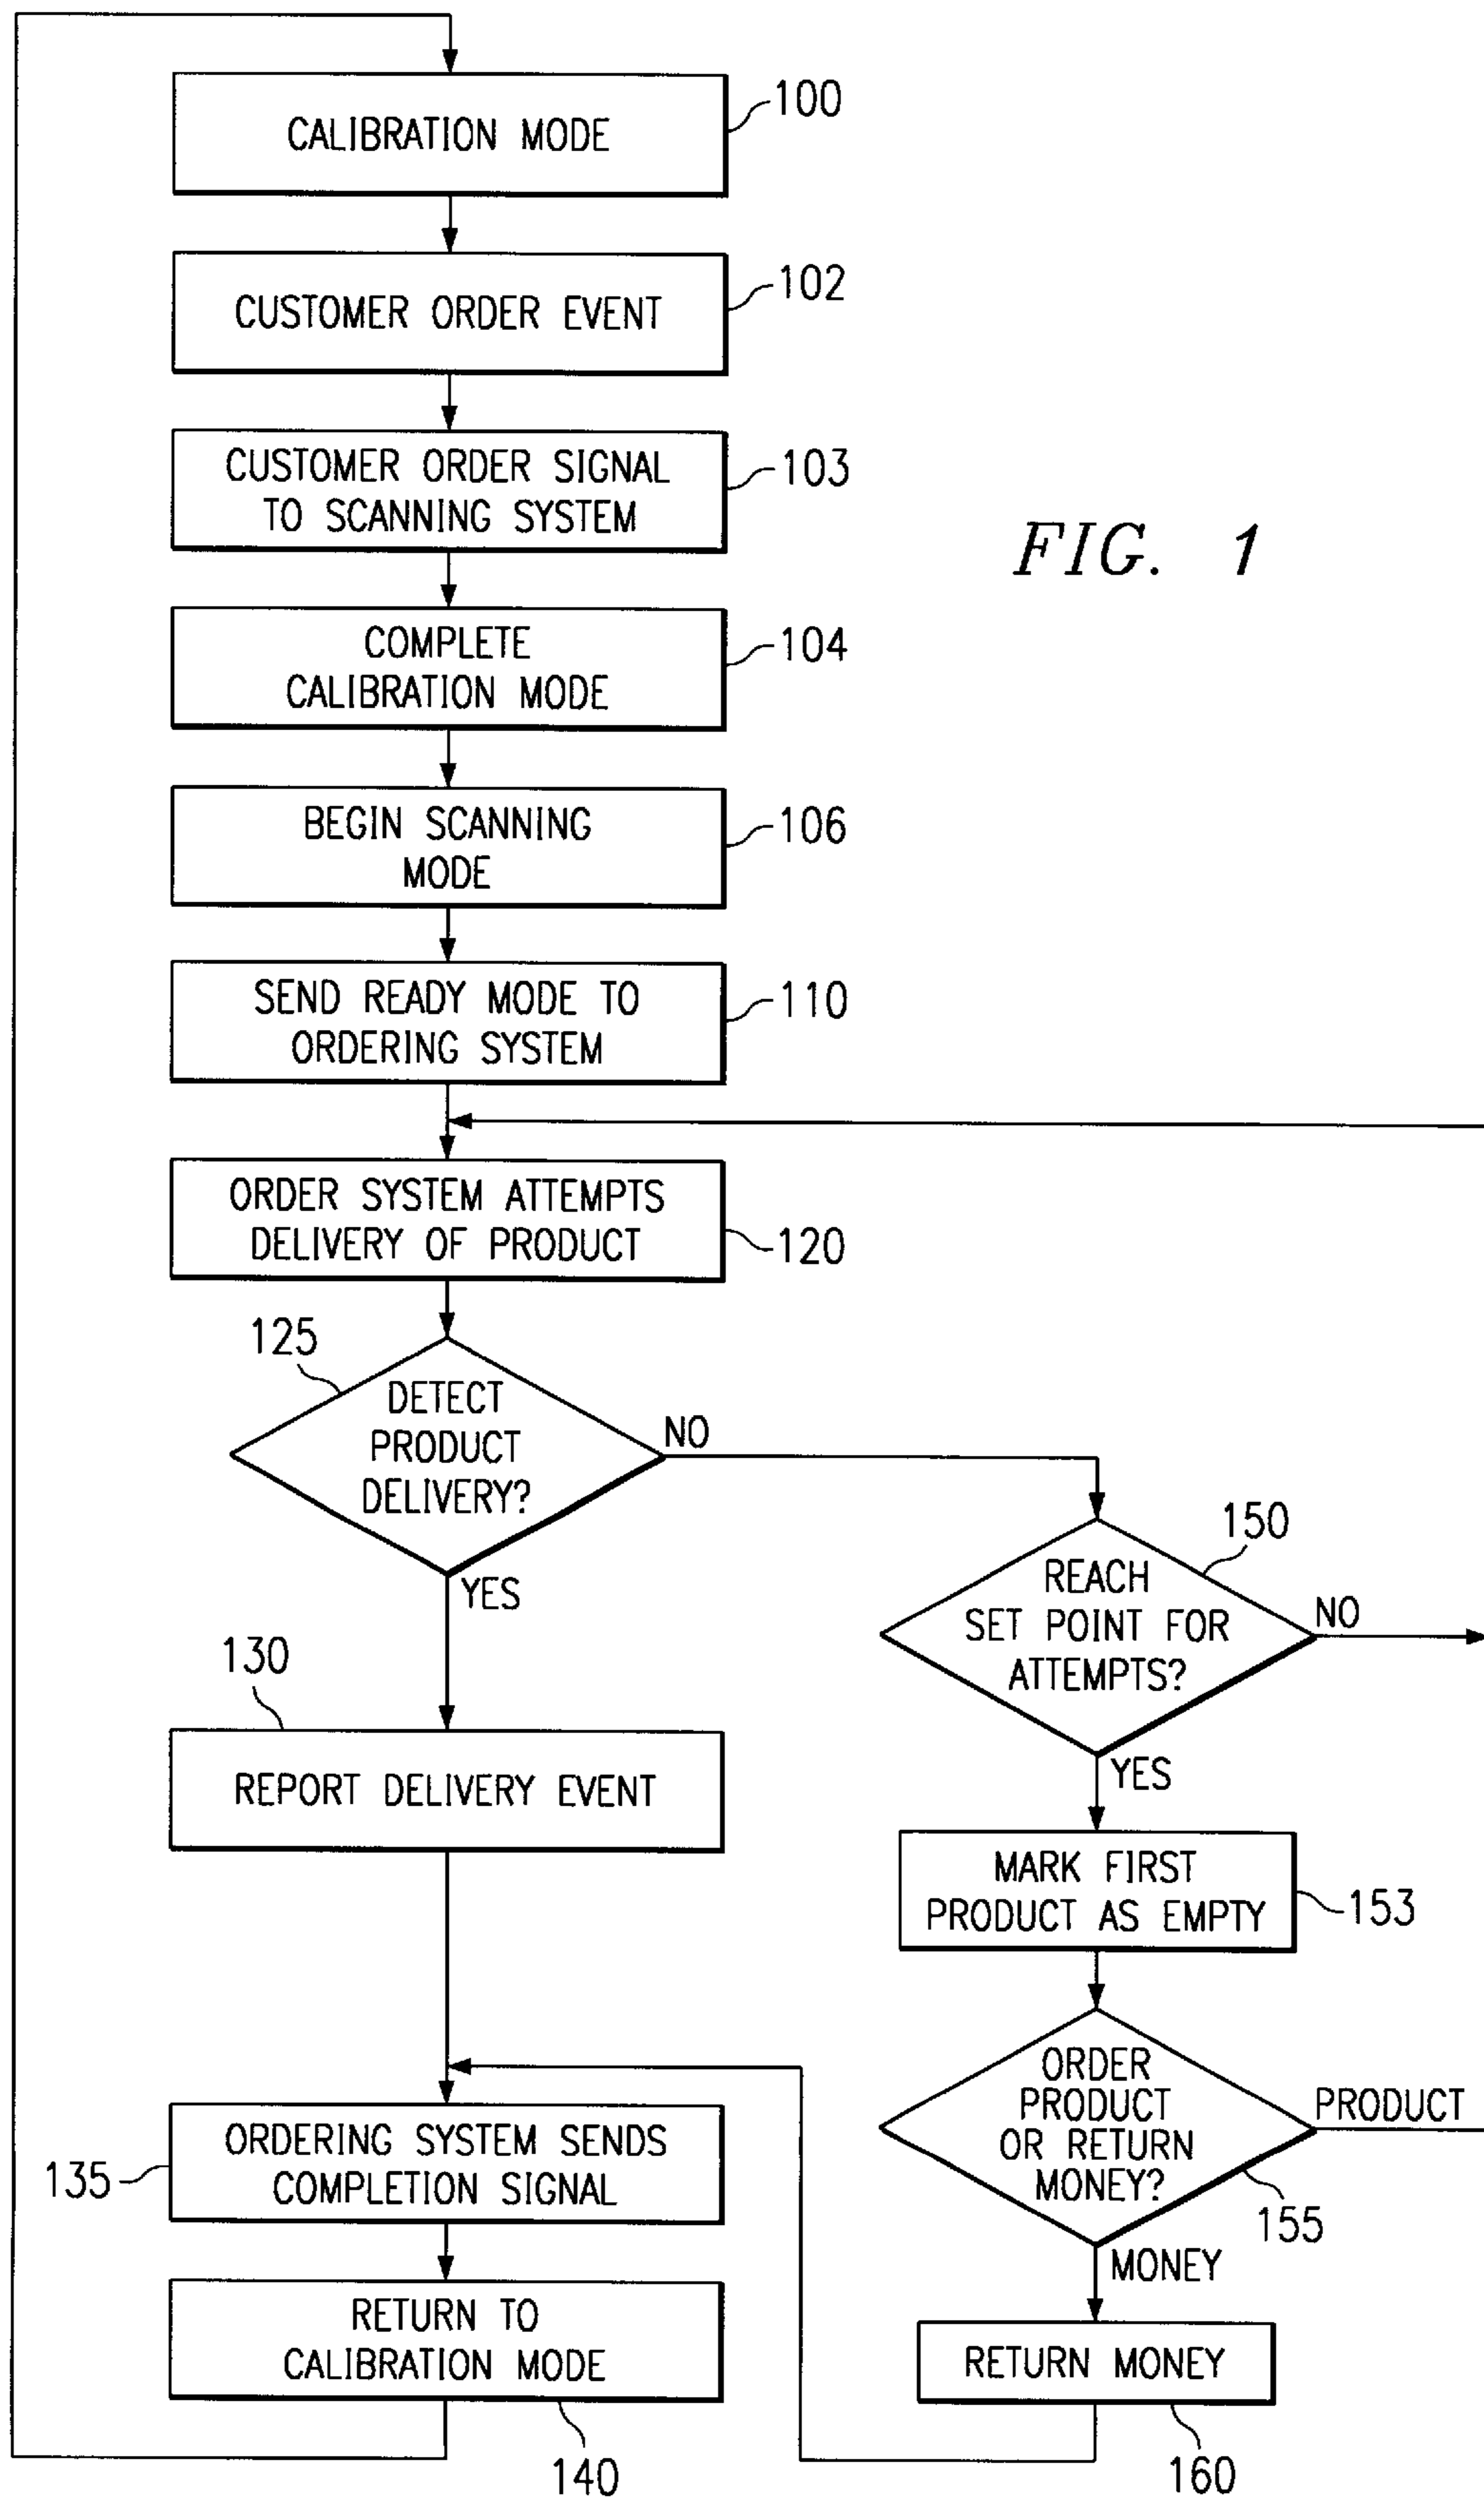 CALIBRATION MODE
100
CUSTOMER ORDER EVENT
102
CUSTOMER ORDER SIGNAL
TO SCANNING SYSTEM
103
FIG. 1
COMPLETE
CALIBRATION MODE
104
BEGIN SCANNING
MODE
106
SEND READY MODE TO
ORDERING SYSTEM
110
ORDER SYSTEM ATTEMPTS
DELIVERY OF PRODUCT
120
125
DETECT
PRODUCT
DELIVERY?
NO
YES
150
REACH
SET POINT FOR
ATTEMPTS?
NO
YES
130
REPORT DELIVERY EVENT
MARK FIRST
PRODUCT AS EMPTY
153
ORDER
PRODUCT
OR RETURN
MONEY?
PRODUCT
155
MONEY
ORDERING SYSTEM SENDS
COMPLETION SIGNAL
135
RETURN TO
CALIBRATION MODE
140
RETURN MONEY
160